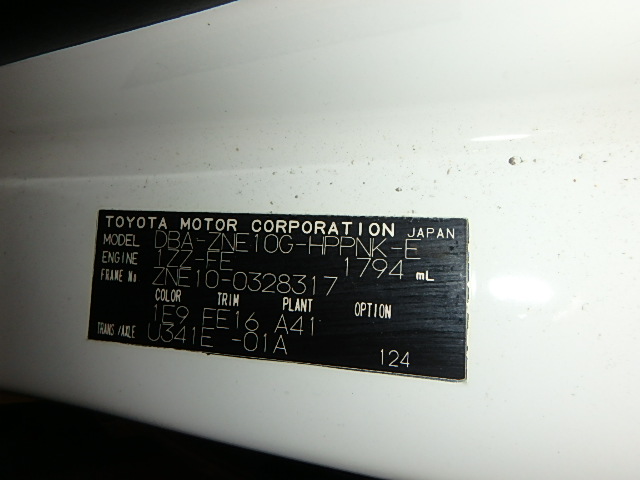 TOYOTA MOTOR CORPORATION JAPAN
MODEL DBA-ZNE10G-HPPNK-E
ENGINE 1ZZ-FE 1794 mL
FRAME No ZNE10-0328317
COLOR TRIM PLANT OPTION
1E9 FE16 A41
TRANS/AXLE U341E -01A
124